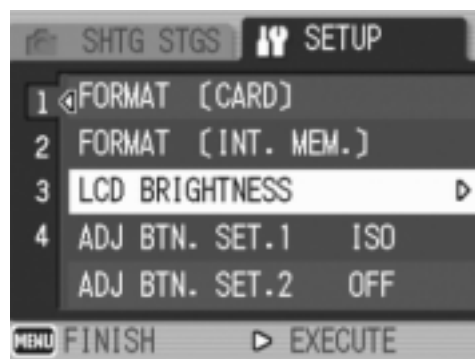 SHTG STGS SETUP
1 FORMAT [CARD]
2 FORMAT [INT. MEM.]
3 LCD BRIGHTNESS
4 ADJ BTN. SET.1 ISO
ADJ BTN. SET.2 OFF
MENU FINISH EXECUTE